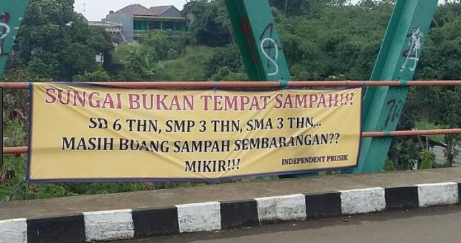 SUNGAI BUKAN TEMPAT SAMPAH!!!
SD 6 THN, SMP 3 THN, SMA 3 THN...
MASIH BUANG SAMPAH SEMBARANGAN??
MIKIR!!!
INDEPENDENT PRUSIK